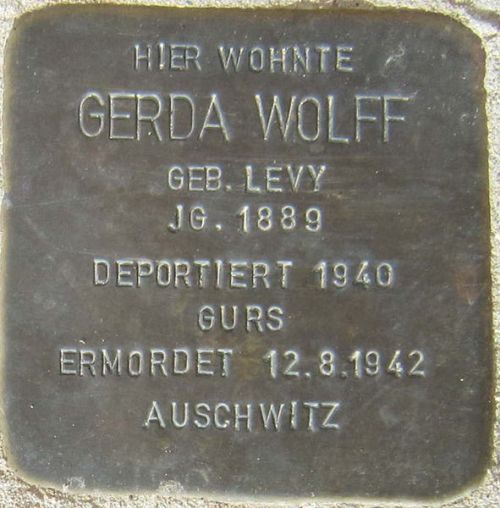 HIER WOHNTE
GERDA WOLFF
GEB. LEVY
JG. 1889
DEPORTIERT 1940
GURS
ERMORDET 12.8.1942
AUSCHWITZ